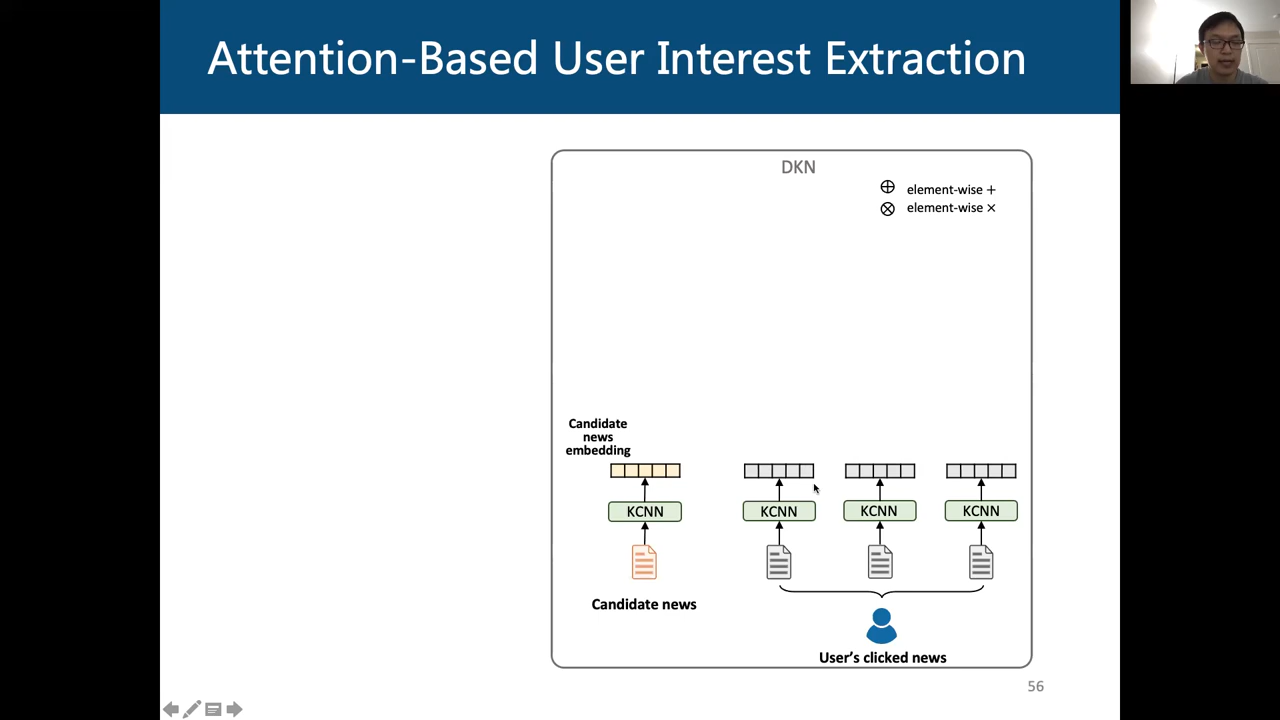 Attention-Based User Interest Extraction
DKN
element-wise +
element-wise ×
Candidate
news
embedding
KCNN
KCNN
KCNN
KCNN
Candidate news
User's clicked news
56